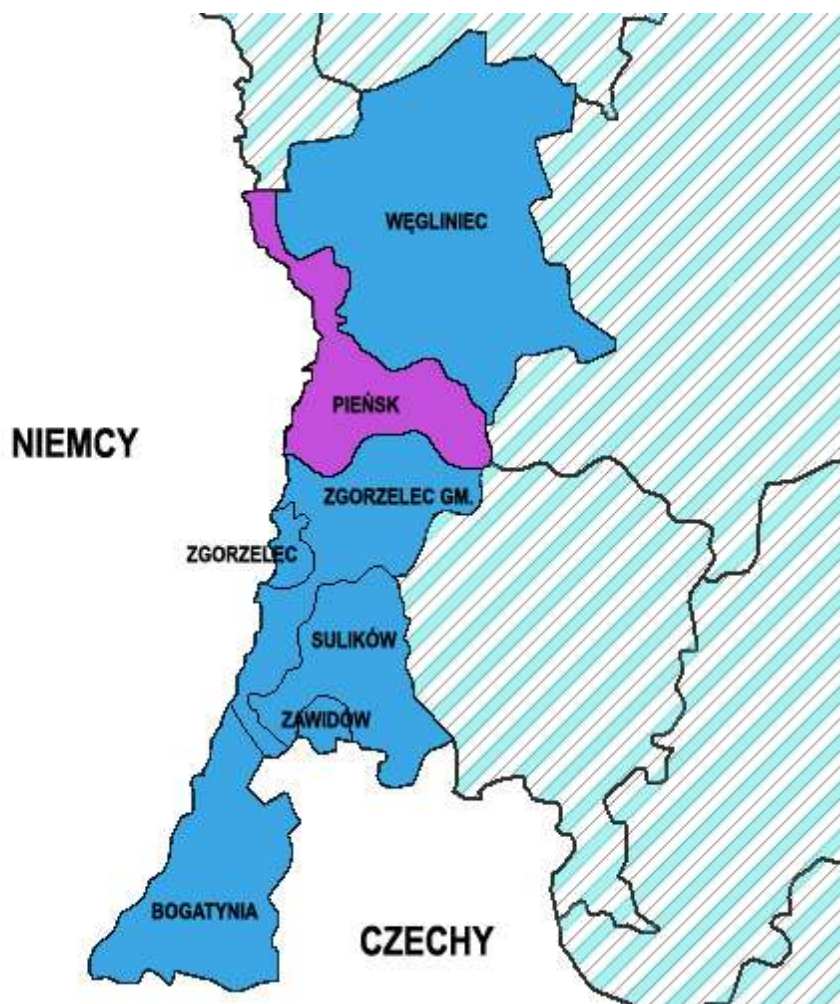 WĘGLINIEC
PIEŃSK
NIEMCY
ZGORZELEC GM.
ZGORZELEC
SULIKÓW
ZAWIDÓW
BOGATYNIA
CZECHY